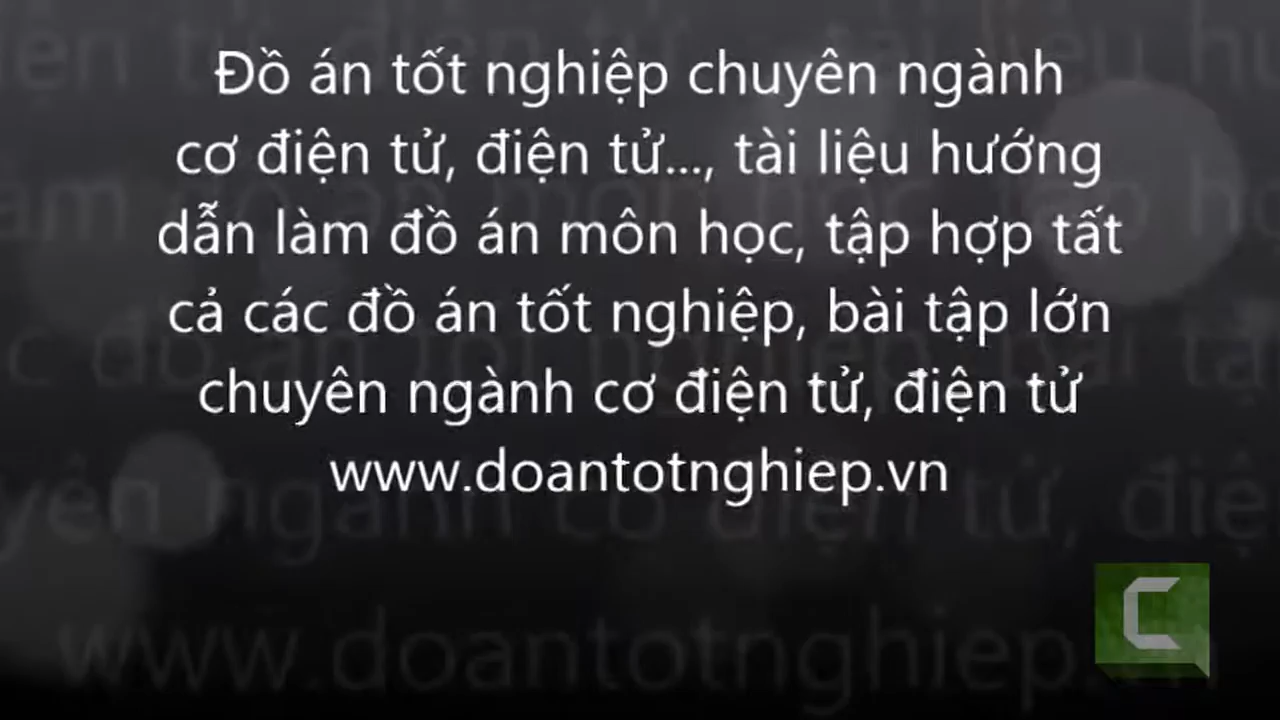 Đồ án tốt nghiệp chuyên ngành
cơ điện tử, điện tử..., tài liệu hướng
dẫn làm đồ án môn học, tập hợp tất
cả các đồ án tốt nghiệp, bài tập lớn
chuyên ngành cơ điện tử, điện tử
www.doantotnghiep.vn